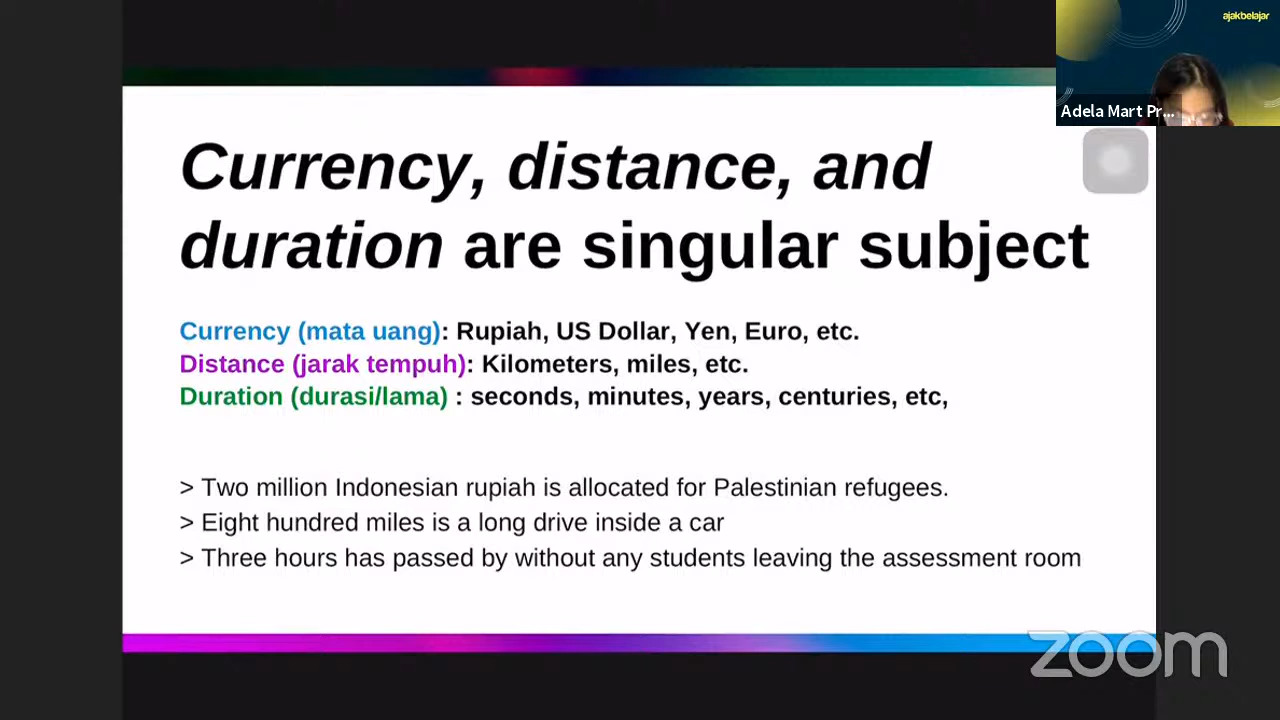 ajakbelajar
Adela Mart Pr...
Currency, distance, and
duration are singular subject
Currency (mata uang): Rupiah, US Dollar, Yen, Euro, etc.
Distance (jarak tempuh): Kilometers, miles, etc.
Duration (durasi/lama) : seconds, minutes, years, centuries, etc,
> Two million Indonesian rupiah is allocated for Palestinian refugees.
> Eight hundred miles is a long drive inside a car
> Three hours has passed by without any students leaving the assessment room
zoom